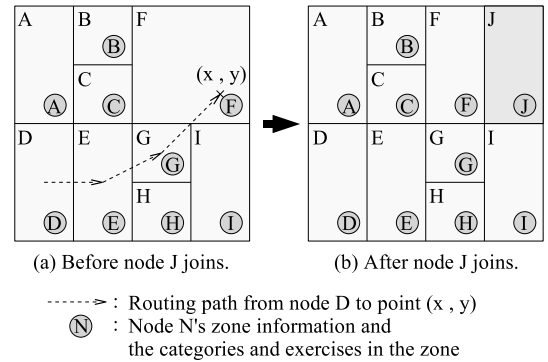 A B F J
B
C
(x , y)
A C F
D E G I
G
H
D E H I
A B F J
B
C
A C F J
D E G I
G
H
D E H I
(a) Before node J joins.
(b) After node J joins.
: Routing path from node D to point (x , y)
N : Node N's zone information and
the categories and exercises in the zone